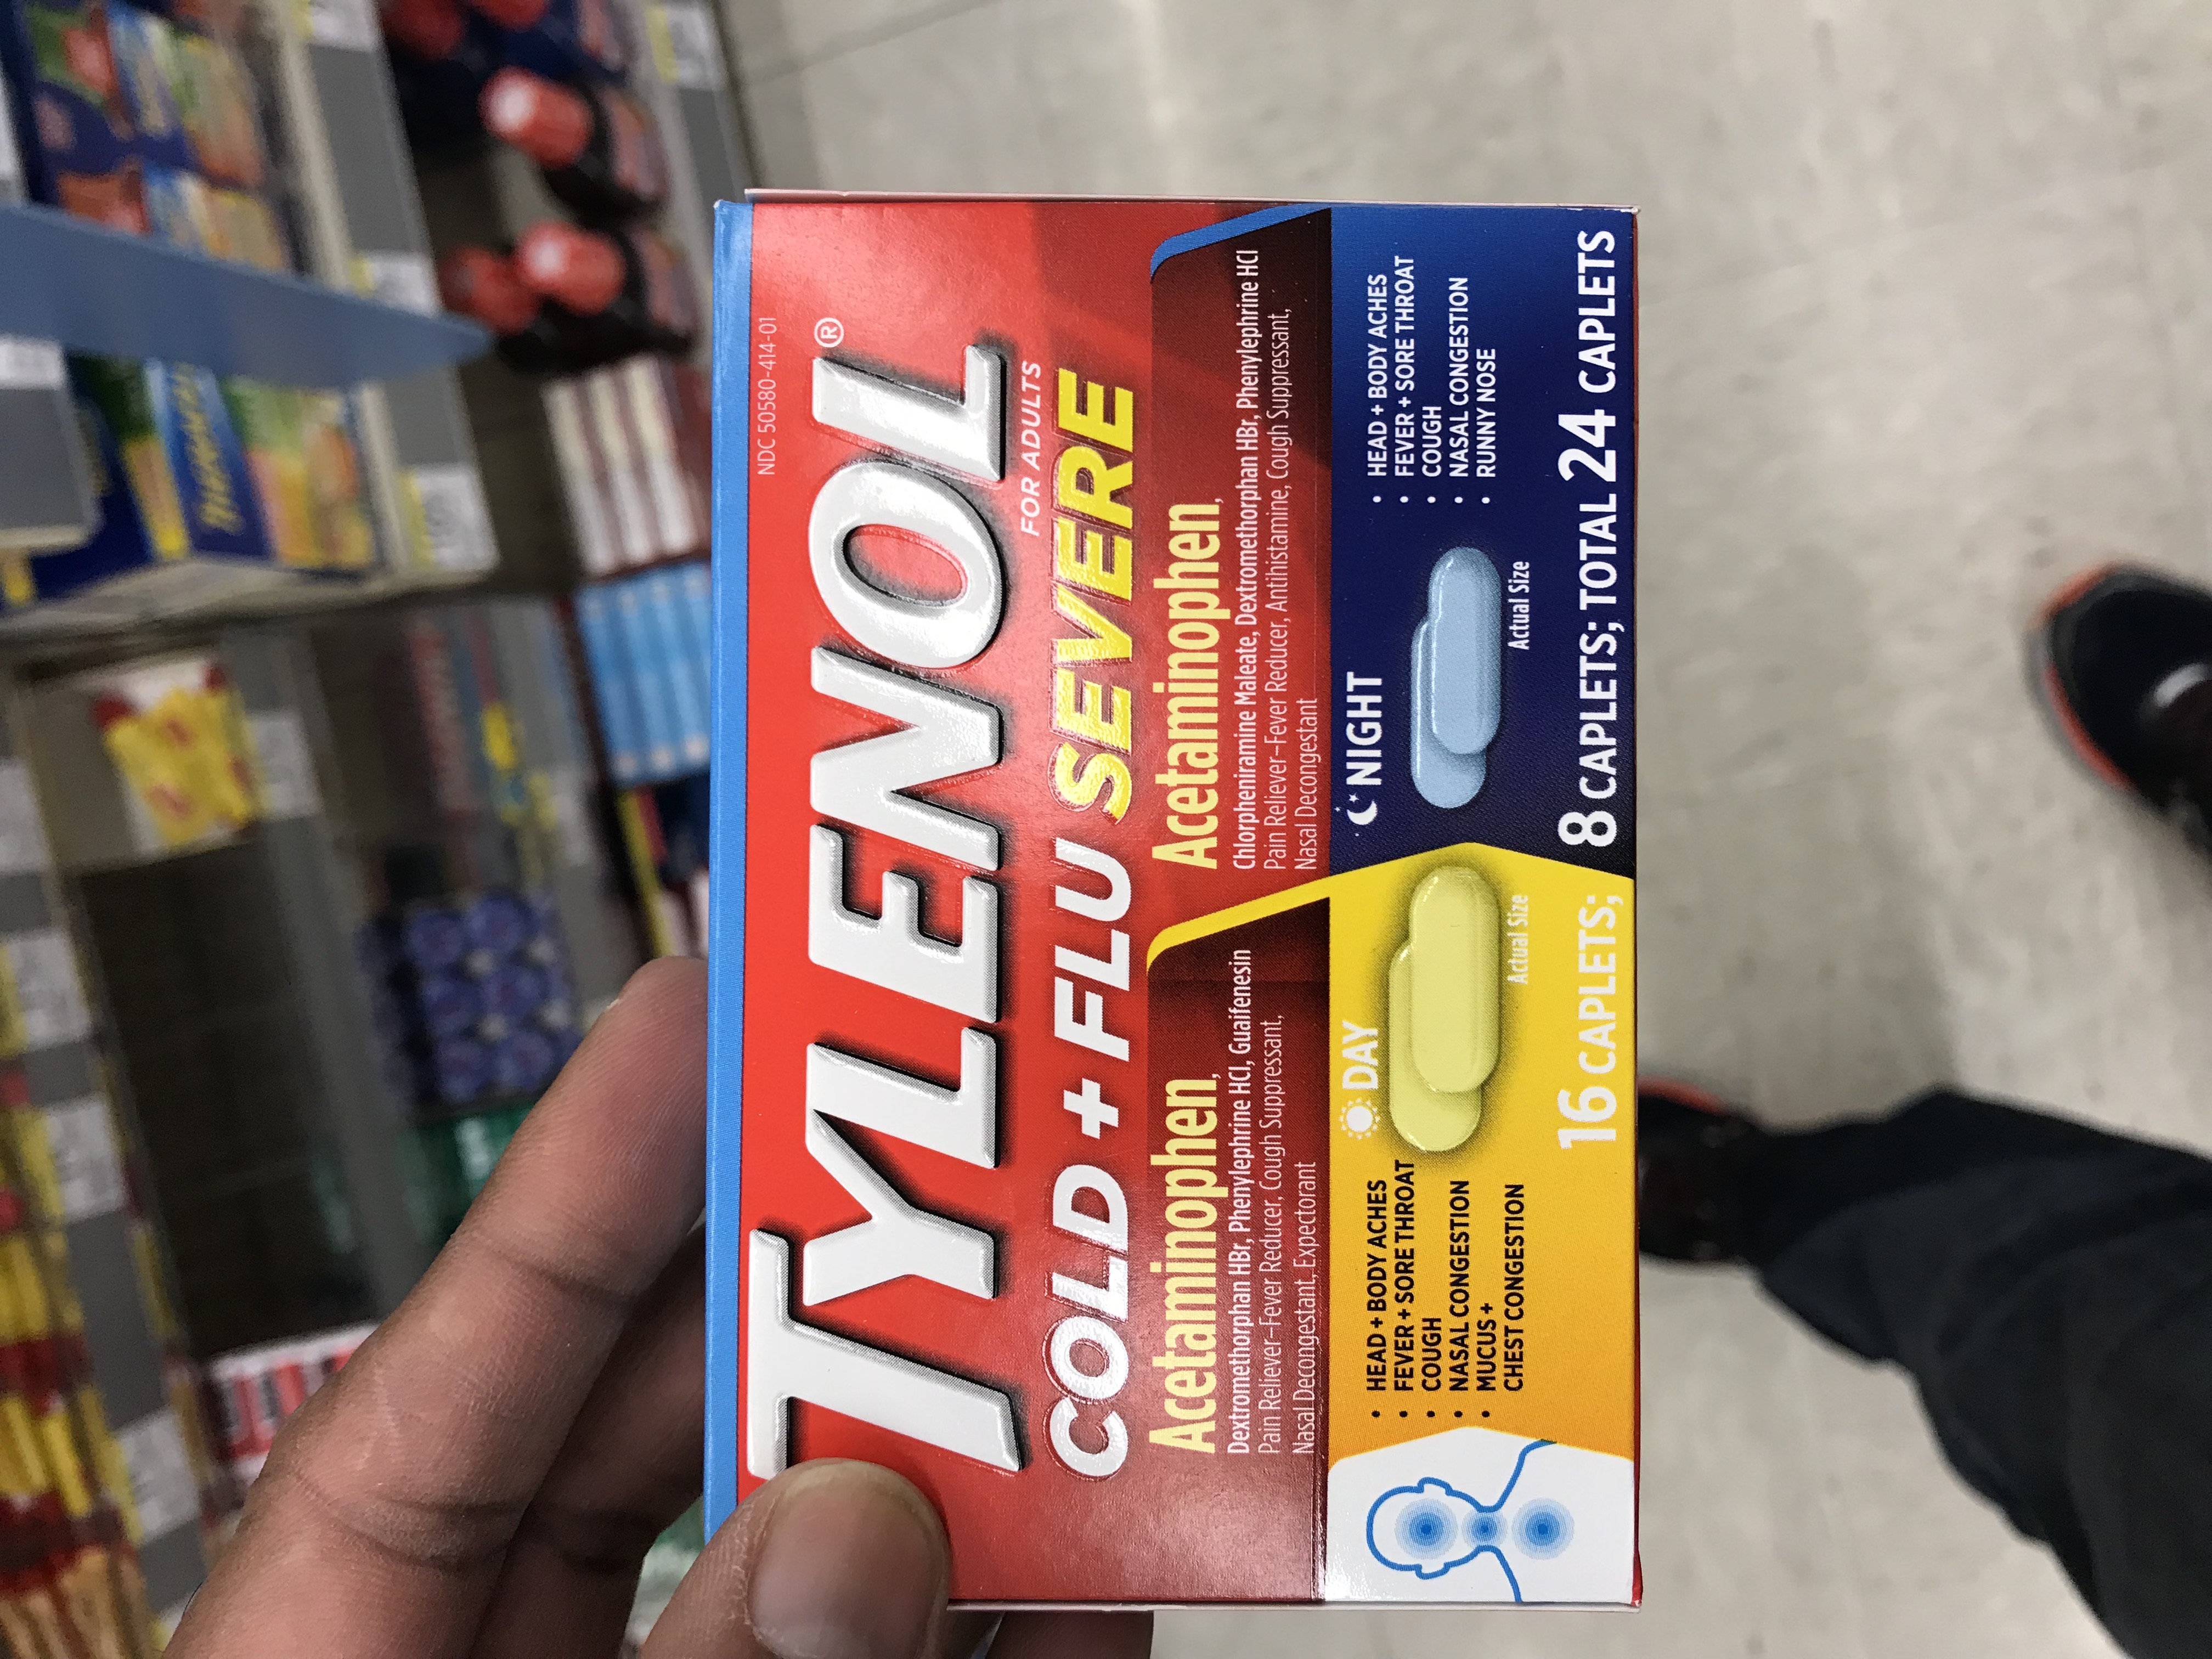 NDC 50580-414-01
TYLENOL®
FOR ADULTS
COLD + FLU SEVERE
Acetaminophen,
Dextromethorphan HBr, Phenylephrine HCl, Guaifenesin
Pain Reliever–Fever Reducer, Cough Suppressant,
Nasal Decongestant, Expectorant
Acetaminophen,
Chlorpheniramine Maleate, Dextromethorphan HBr, Phenylephrine HCl
Pain Reliever–Fever Reducer, Antihistamine, Cough Suppressant,
Nasal Decongestant
DAY
• HEAD + BODY ACHES
• FEVER + SORE THROAT
• COUGH
• NASAL CONGESTION
• MUCUS +
CHEST CONGESTION
Actual Size
NIGHT
• HEAD + BODY ACHES
• FEVER + SORE THROAT
• COUGH
• NASAL CONGESTION
• RUNNY NOSE
Actual Size
16 CAPLETS; 8 CAPLETS; TOTAL 24 CAPLETS